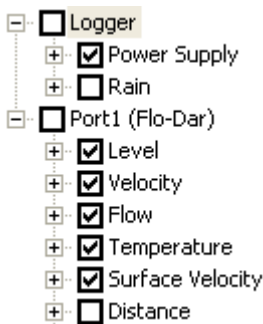 Logger
Power Supply
Rain
Port1 (Flo-Dar)
Level
Velocity
Flow
Temperature
Surface Velocity
Distance